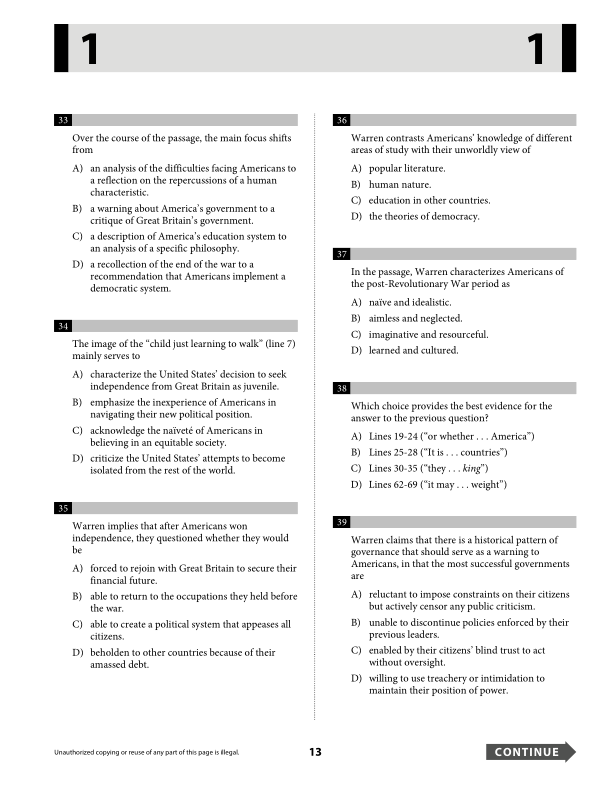 1
1
33
Over the course of the passage, the main focus shifts
from
A) an analysis of the difficulties facing Americans to
a reflection on the repercussions of a human
characteristic.
B) a warning about America's government to a
critique of Great Britain's government.
C) a description of America's education system to
an analysis of a specific philosophy.
D) a recollection of the end of the war to a
recommendation that Americans implement a
democratic system.
34
The image of the “child just learning to walk” (line 7)
mainly serves to
A) characterize the United States' decision to seek
independence from Great Britain as juvenile.
B) emphasize the inexperience of Americans in
navigating their new political position.
C) acknowledge the naïveté of Americans in
believing in an equitable society.
D) criticize the United States' attempts to become
isolated from the rest of the world.
35
Warren implies that after Americans won
independence, they questioned whether they would
be
A) forced to rejoin with Great Britain to secure their
financial future.
B) able to return to the occupations they held before
the war.
C) able to create a political system that appeases all
citizens.
D) beholden to other countries because of their
amassed debt.
36
Warren contrasts Americans' knowledge of different
areas of study with their unworldly view of
A) popular literature.
B) human nature.
C) education in other countries.
D) the theories of democracy.
37
In the passage, Warren characterizes Americans of
the post-Revolutionary War period as
A) naïve and idealistic.
B) aimless and neglected.
C) imaginative and resourceful.
D) learned and cultured.
38
Which choice provides the best evidence for the
answer to the previous question?
A) Lines 19-24 (“or whether . . . America”)
B) Lines 25-28 (“It is . . . countries”)
C) Lines 30-35 (“they . . . king”)
D) Lines 62-69 (“it may . . . weight”)
39
Warren claims that there is a historical pattern of
governance that should serve as a warning to
Americans, in that the most successful governments
are
A) reluctant to impose constraints on their citizens
but actively censor any public criticism.
B) unable to discontinue policies enforced by their
previous leaders.
C) enabled by their citizens' blind trust to act
without oversight.
D) willing to use treachery or intimidation to
maintain their position of power.
Unauthorized copying or reuse of any part of this page is illegal.
13
CONTINUE